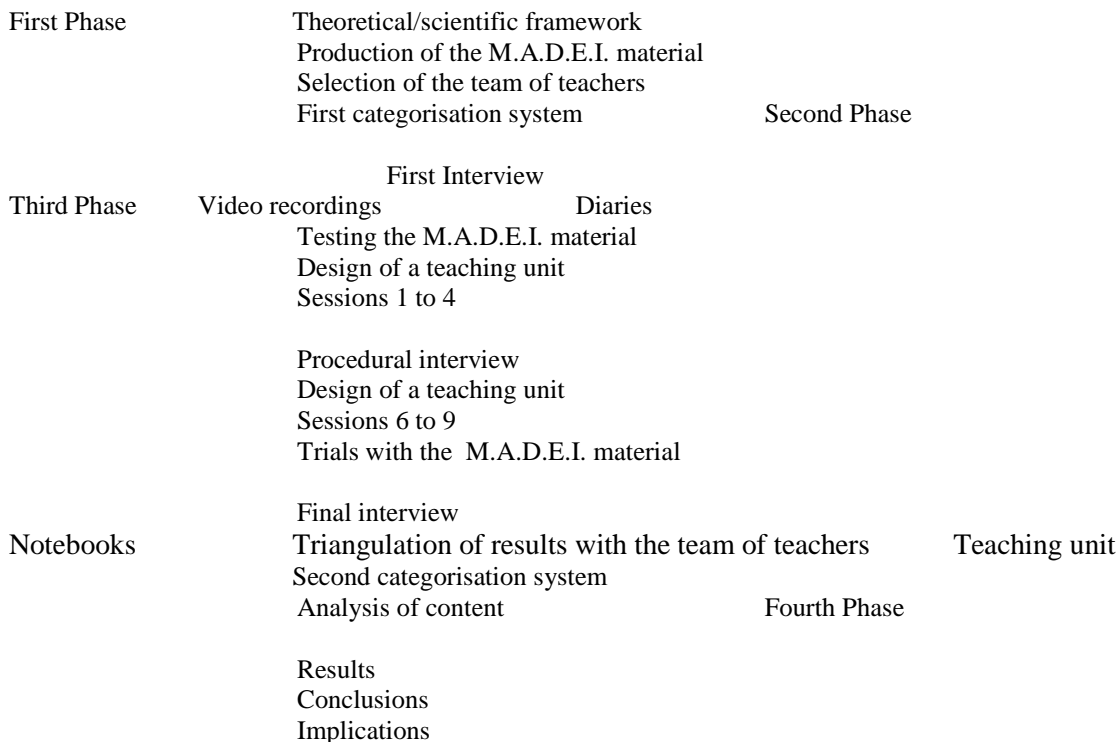 First Phase Theoretical/scientific framework
Production of the M.A.D.E.I. material
Selection of the team of teachers
First categorisation system Second Phase
First Interview
Third Phase Video recordings Diaries
Testing the M.A.D.E.I. material
Design of a teaching unit
Sessions 1 to 4
Procedural interview
Design of a teaching unit
Sessions 6 to 9
Trials with the M.A.D.E.I. material
Final interview
Notebooks Triangulation of results with the team of teachers Teaching unit
Second categorisation system
Analysis of content Fourth Phase
Results
Conclusions
Implications